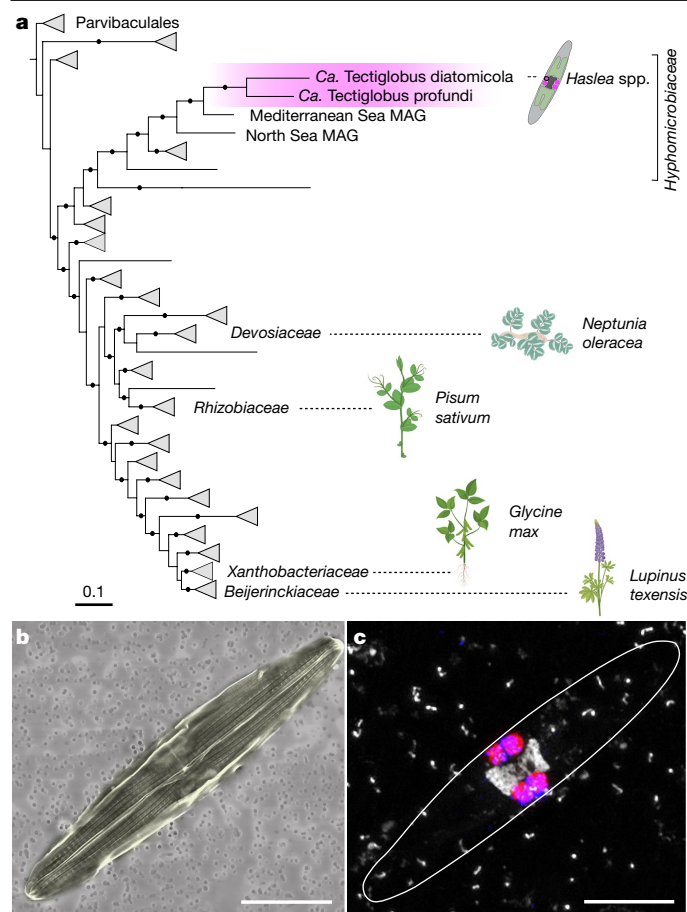 a
Parvibaculales
Ca. Tectiglobus diatomicola
Haslea spp.
Ca. Tectiglobus profundi
Mediterranean Sea MAG
North Sea MAG
Hyphomicrobiaceae
Devosiaceae
Neptunia
oleracea
Rhizobiaceae
Pisum
sativum
Glycine
max
Xanthobacteriaceae
Beijerinckiaceae
Lupinus
texensis
0.1
b
c